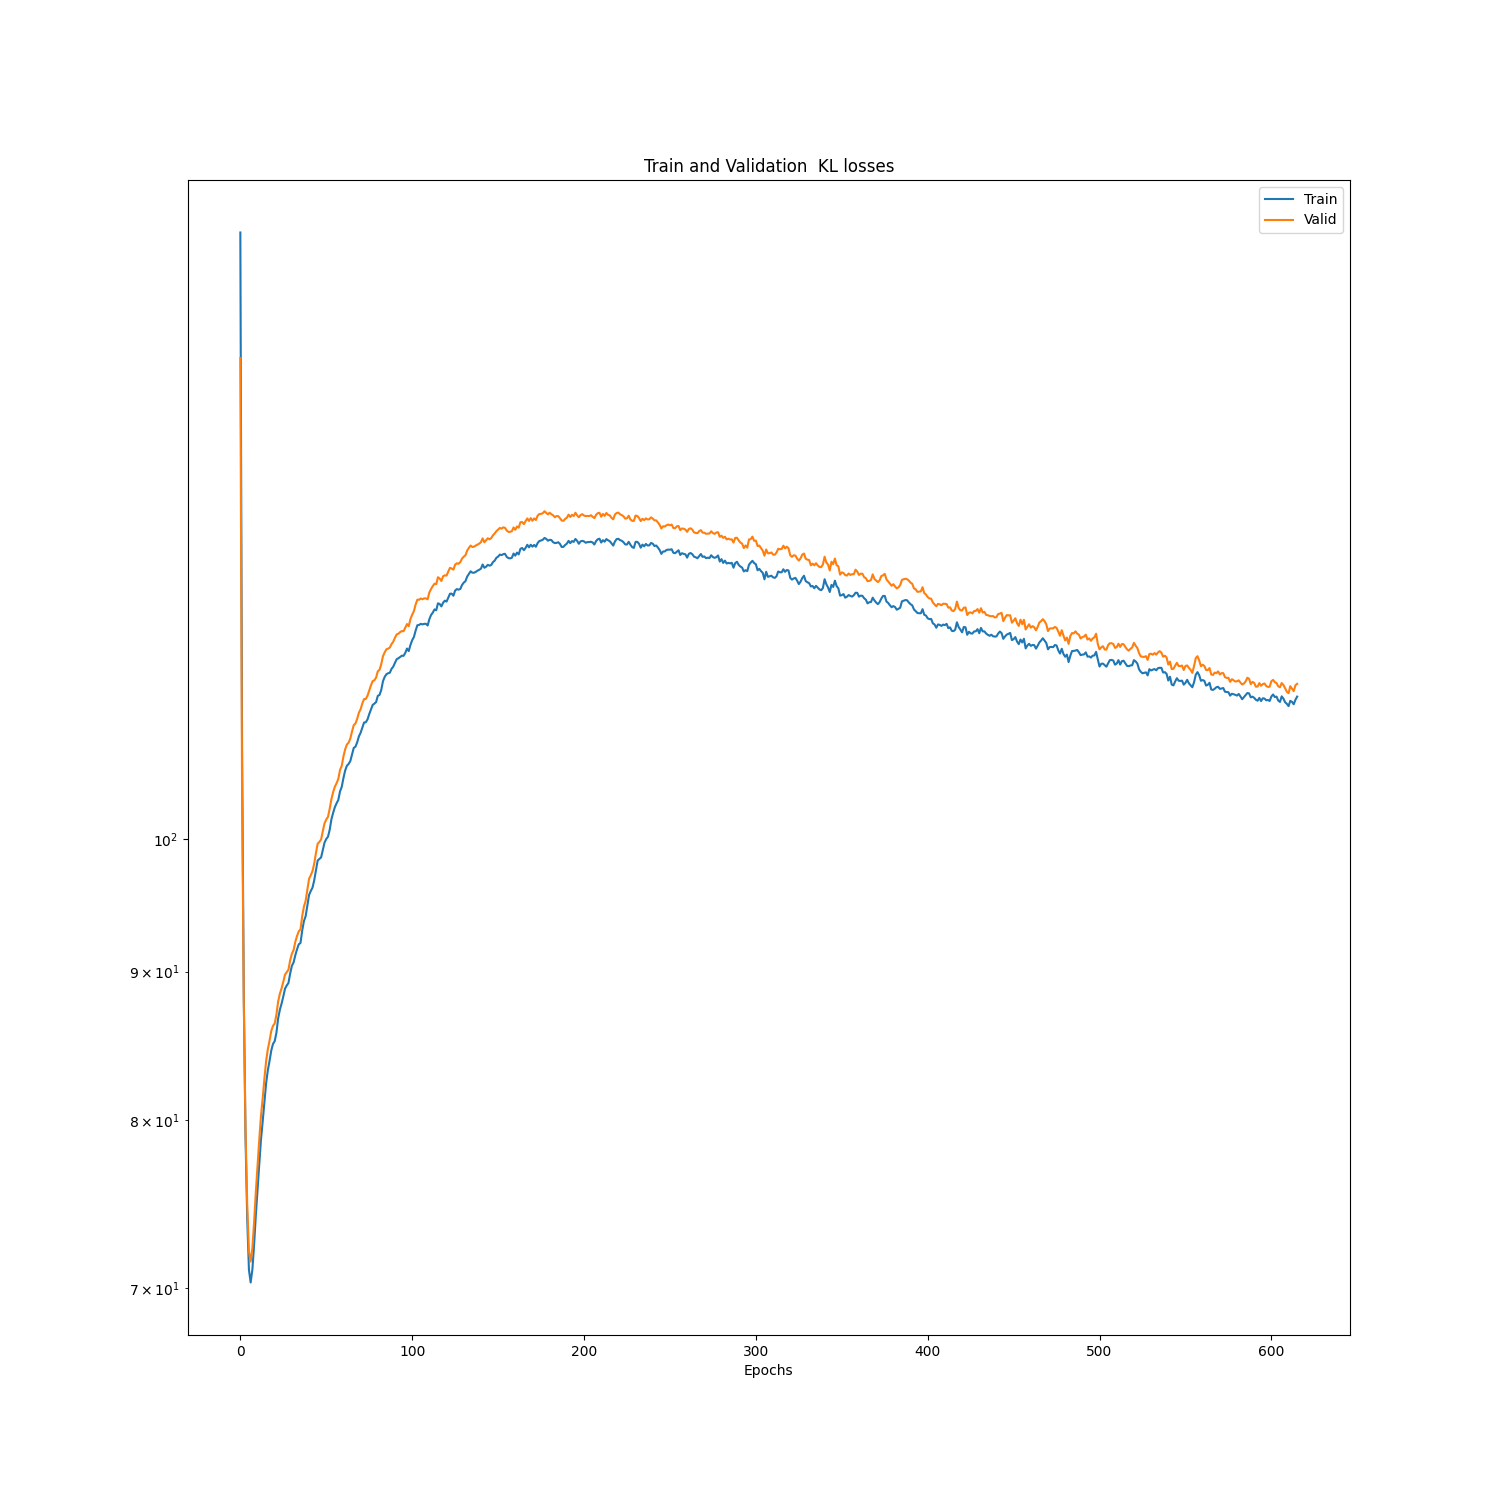 Train and Validation  KL losses
Train
Valid
10²
9 × 10¹
8 × 10¹
7 × 10¹
0 100 200 300 400 500 600
Epochs